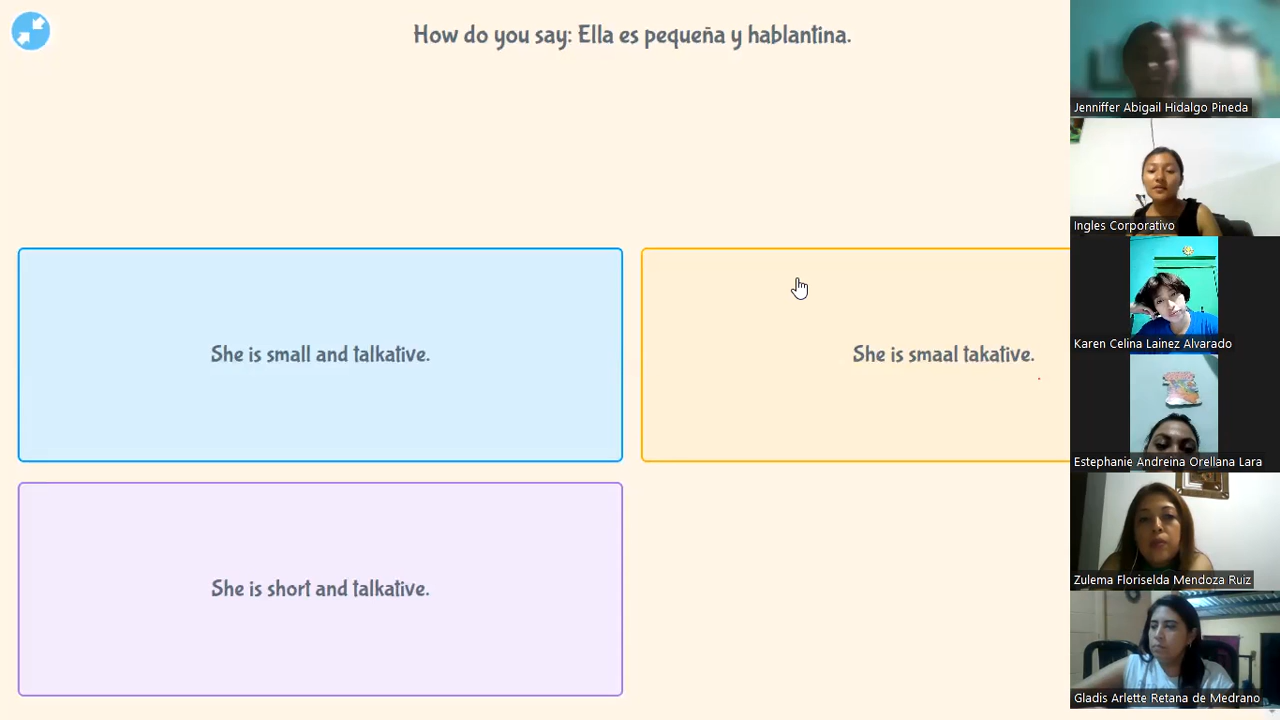 How do you say: Ella es pequeña y hablantina.
She is small and talkative.
She is smaal takative.
She is short and talkative.
Jenniffer Abigail Hidalgo Pineda
Ingles Corporativo
Karen Celina Lainez Alvarado
Estephanie Andreina Orellana Lara
Zulema Floriselda Mendoza Ruiz
Gladis Arlette Retana de Medrano